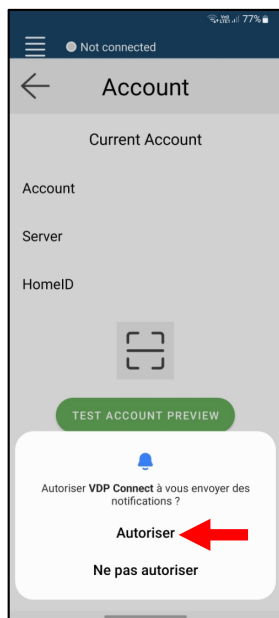 77%
Not connected
Account
Current Account
Account
Server
HomeID
TEST ACCOUNT PREVIEW
Autoriser VDP Connect à vous envoyer des
notifications ?
Autoriser
Ne pas autoriser